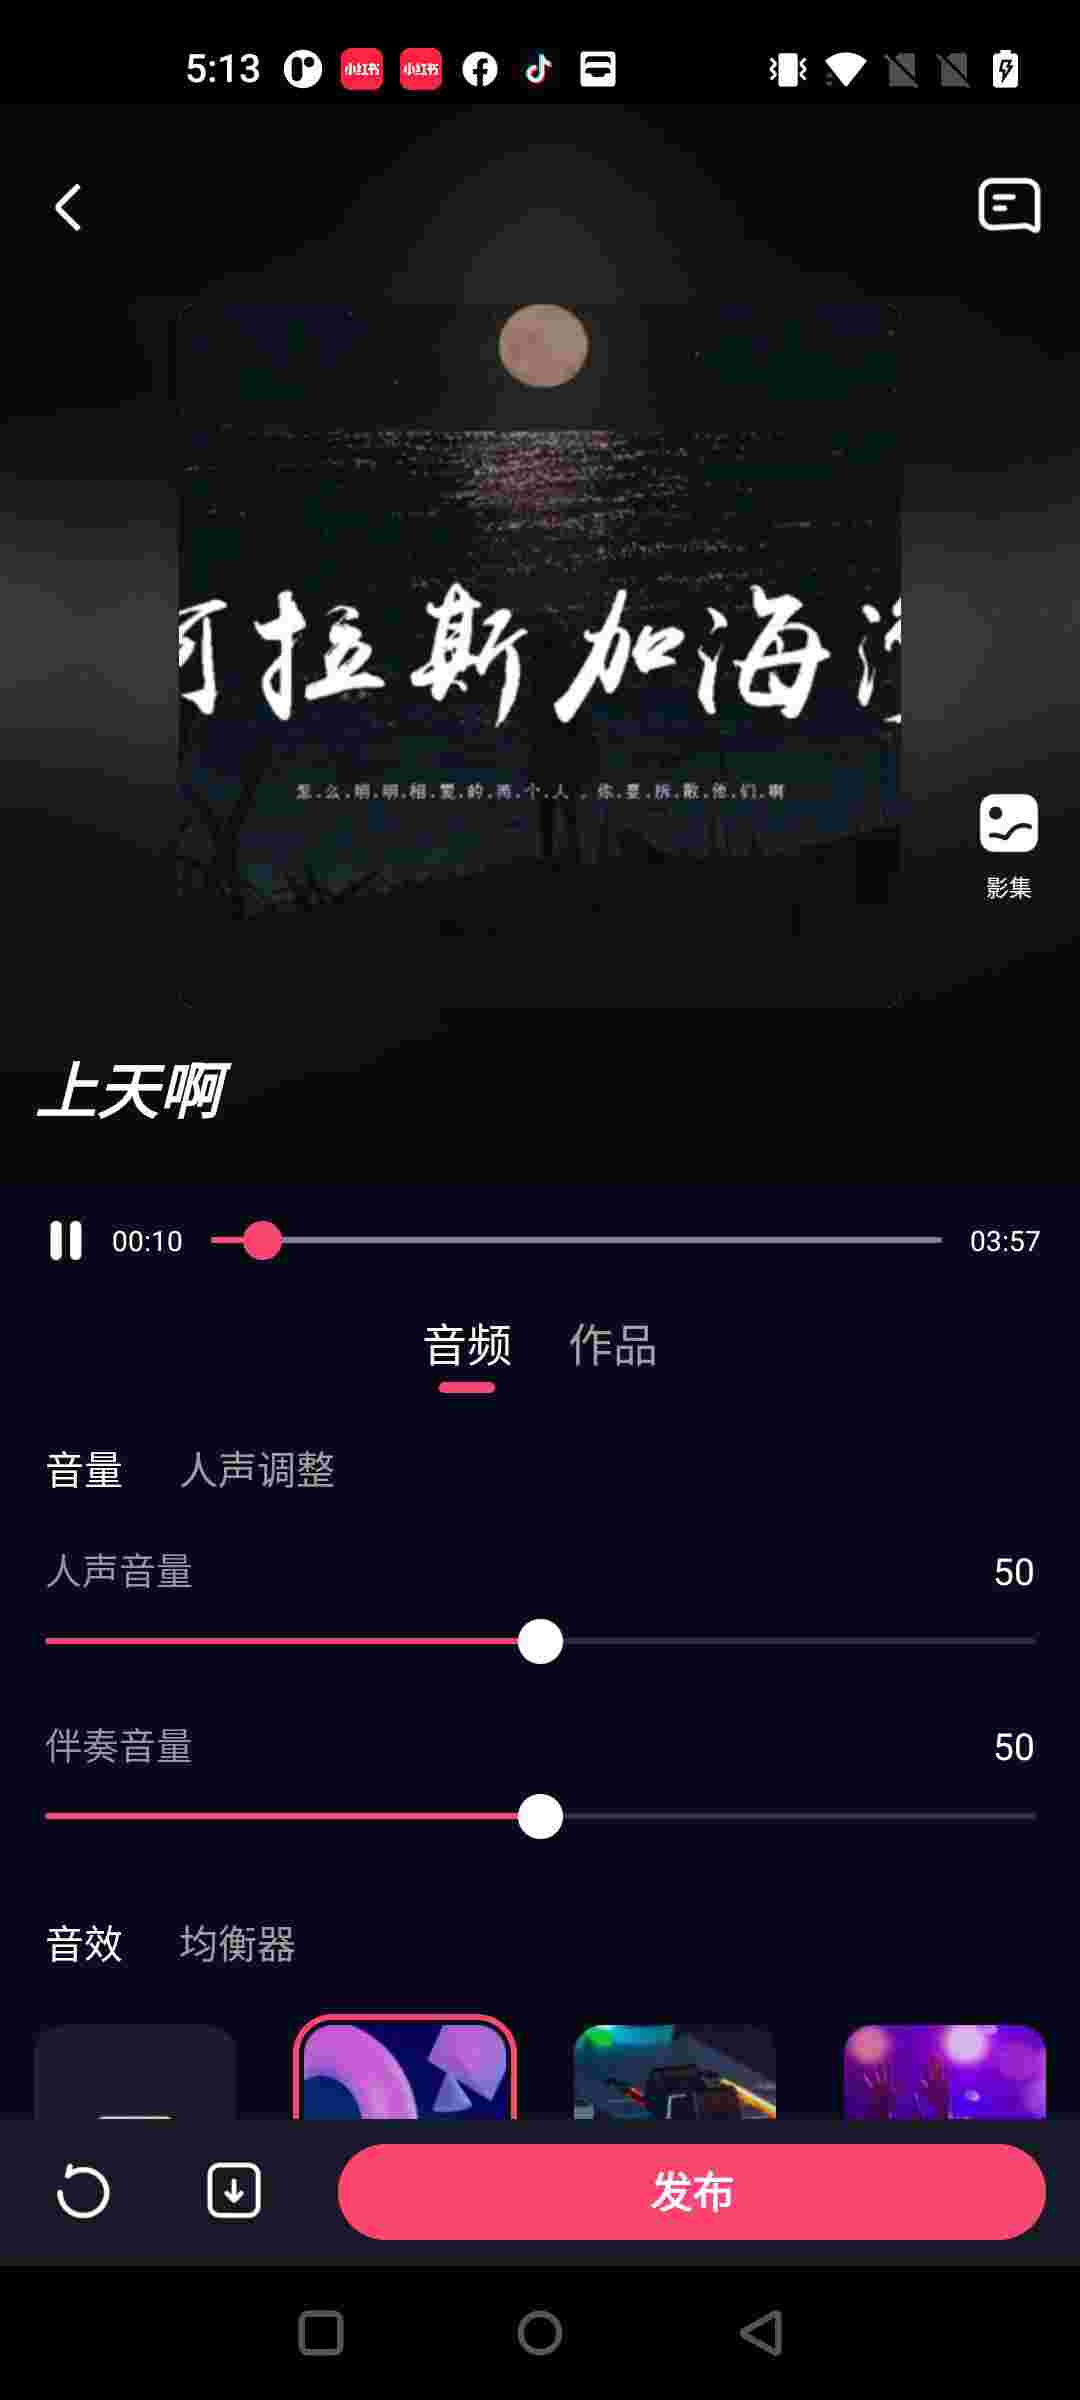 5:13
小红书 小红书
阿拉斯加海湾
怎.么.明.明.相.爱.的.两.个.人.，你.要.拆.散.他.们.啊
影集
上天啊
00:10 03:57
音频 作品
音量 人声调整
人声音量 50
伴奏音量 50
音效 均衡器
发布